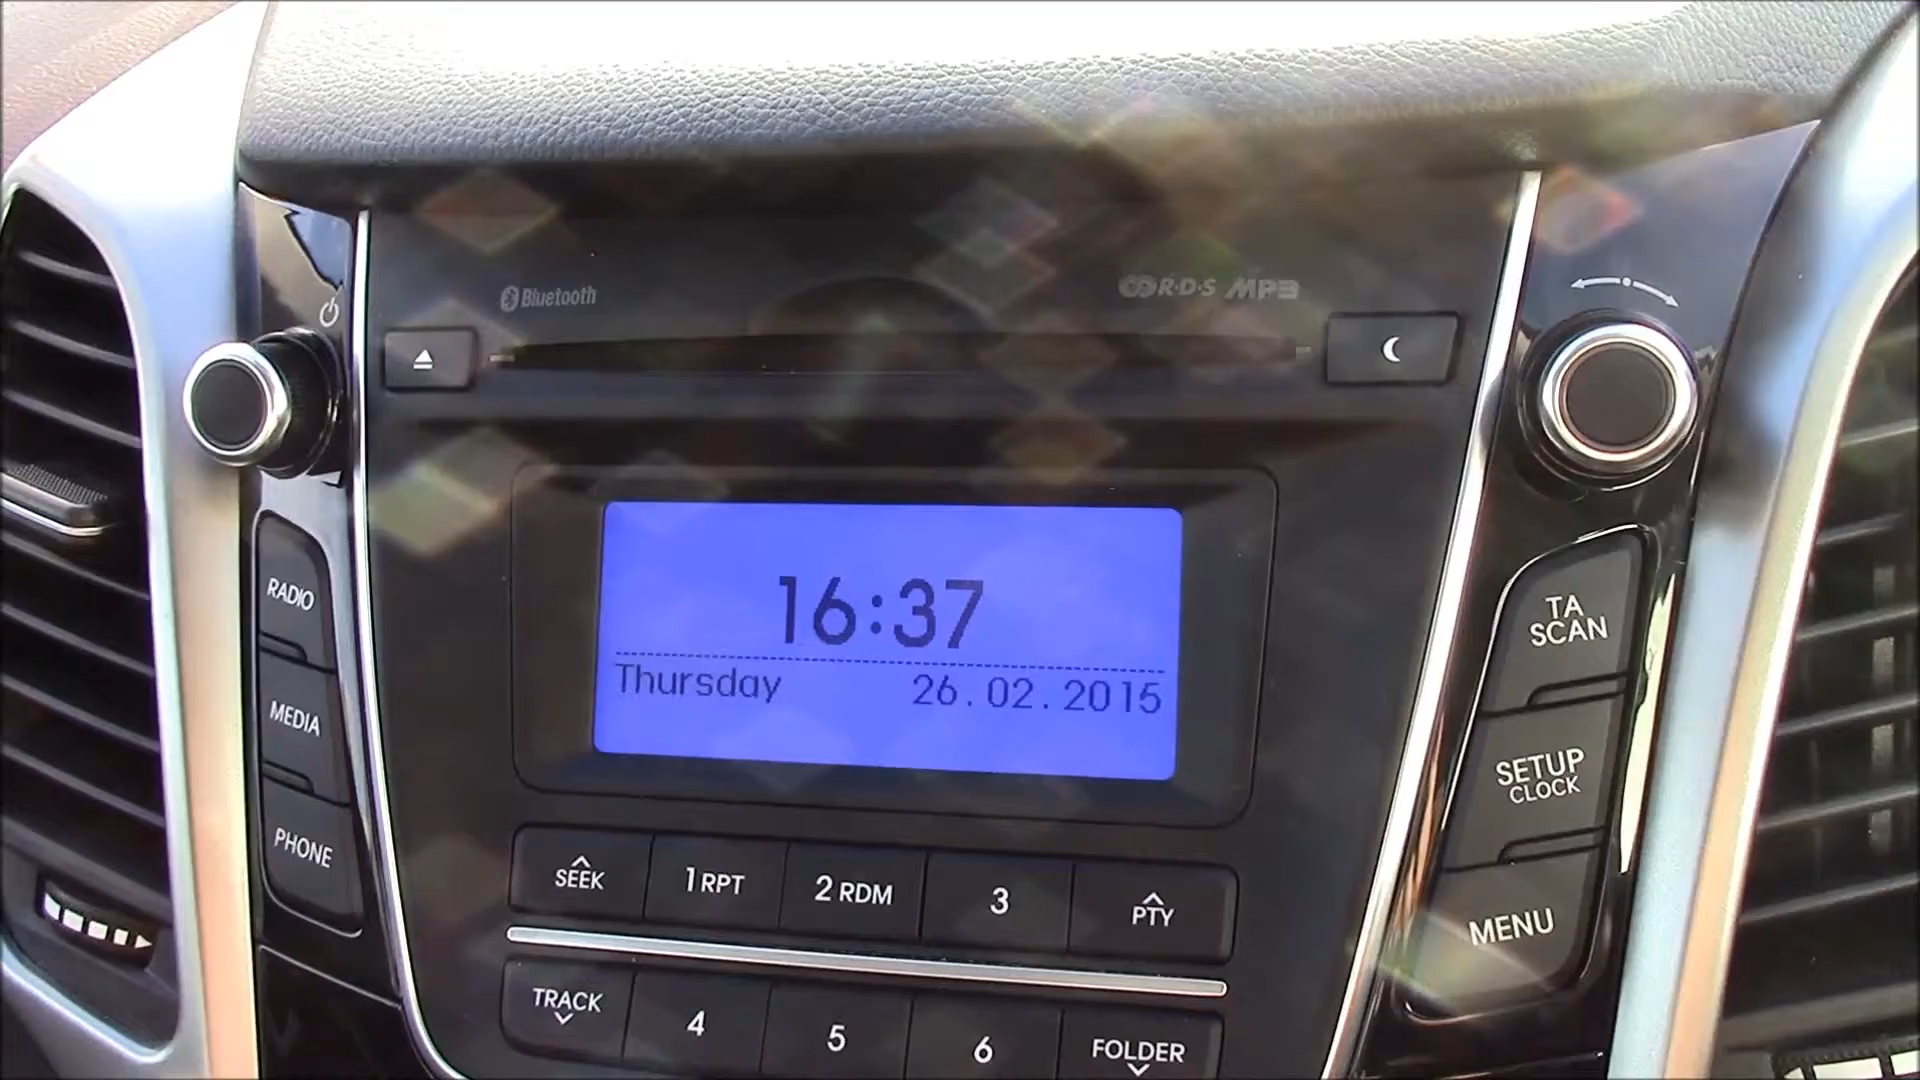 Bluetooth
R·D·S MP3
16:37
Thursday 26.02.2015
RADIO
MEDIA
PHONE
TA
SCAN
SETUP
CLOCK
MENU
SEEK 1 RPT 2 RDM 3 PTY
TRACK 4 5 6 FOLDER